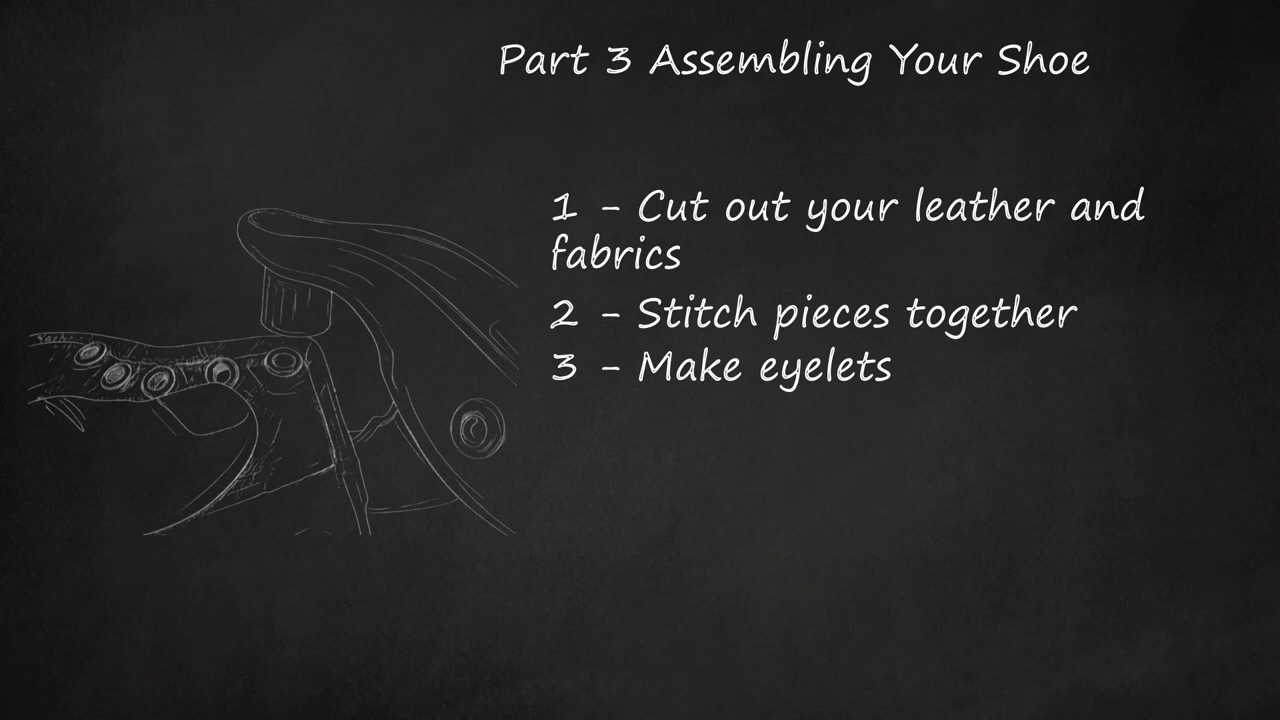 Part 3 Assembling Your Shoe
1 - Cut out your leather and
fabrics
2 - Stitch pieces together
3 - Make eyelets